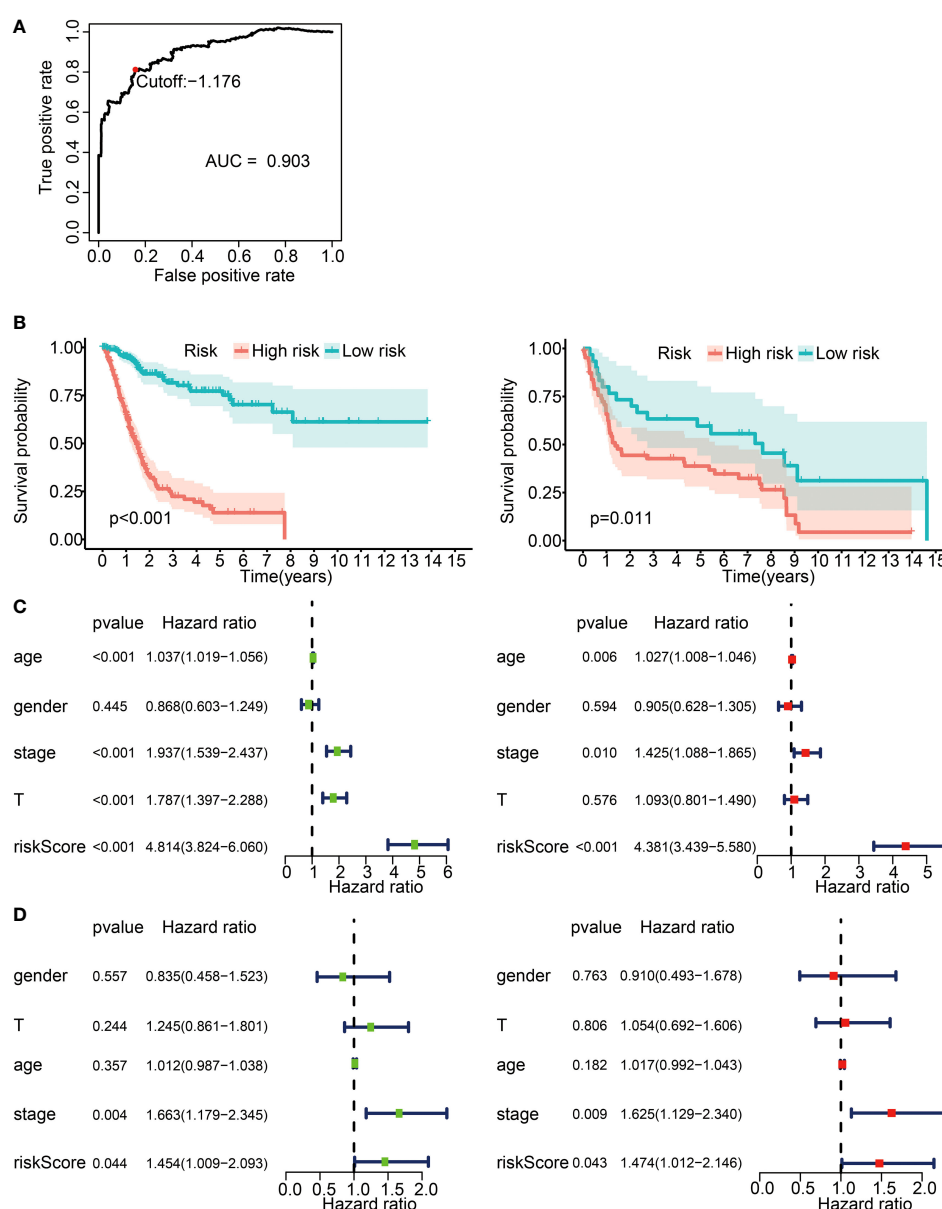 A
1.0
0.8
0.6
0.4
0.2
0.0
True positive rate
Cutoff:−1.176
AUC = 0.903
0.0 0.2 0.4 0.6 0.8 1.0
False positive rate
B
Risk High risk Low risk
1.00
0.75
0.50
0.25
0.00
Survival probability
p<0.001
0 1 2 3 4 5 6 7 8 9 10 11 12 13 14 15
Time(years)
Risk High risk Low risk
1.00
0.75
0.50
0.25
0.00
Survival probability
p=0.011
0 1 2 3 4 5 6 7 8 9 10 11 12 13 14 15
Time(years)
C
pvalue Hazard ratio
age <0.001 1.037(1.019−1.056)
gender 0.445 0.868(0.603−1.249)
stage <0.001 1.937(1.539−2.437)
T <0.001 1.787(1.397−2.288)
riskScore <0.001 4.814(3.824−6.060)
0 1 2 3 4 5 6
Hazard ratio
pvalue Hazard ratio
age 0.006 1.027(1.008−1.046)
gender 0.594 0.905(0.628−1.305)
stage 0.010 1.425(1.088−1.865)
T 0.576 1.093(0.801−1.490)
riskScore <0.001 4.381(3.439−5.580)
0 1 2 3 4 5
Hazard ratio
D
pvalue Hazard ratio
gender 0.557 0.835(0.458−1.523)
T 0.244 1.245(0.861−1.801)
age 0.357 1.012(0.987−1.038)
stage 0.004 1.663(1.179−2.345)
riskScore 0.044 1.454(1.009−2.093)
0.0 0.5 1.0 1.5 2.0
Hazard ratio
pvalue Hazard ratio
gender 0.763 0.910(0.493−1.678)
T 0.806 1.054(0.692−1.606)
age 0.182 1.017(0.992−1.043)
stage 0.009 1.625(1.129−2.340)
riskScore 0.043 1.474(1.012−2.146)
0.0 0.5 1.0 1.5 2.0
Hazard ratio